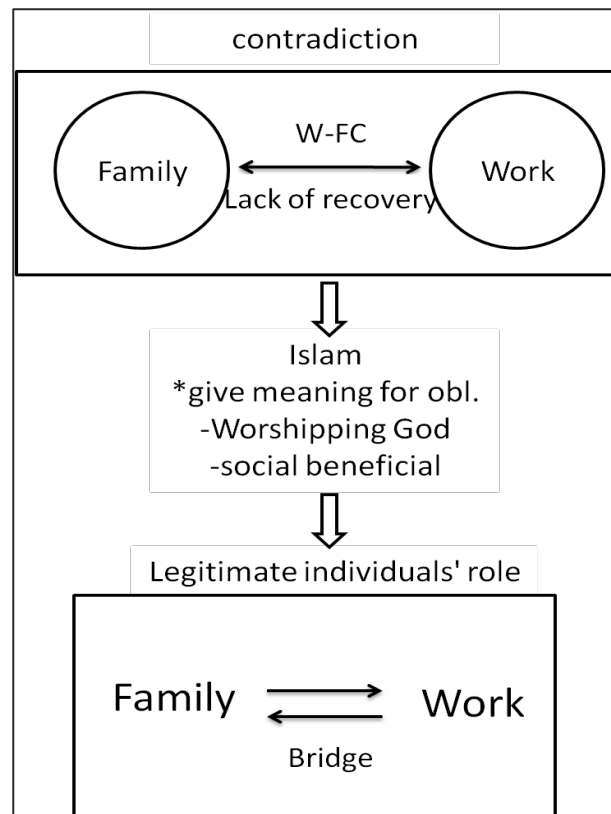 contradiction
W-FC
Family
Work
Lack of recovery
Islam
*give meaning for obl.
-Worshipping God
-social beneficial
Legitimate individuals' role
Family
Work
Bridge